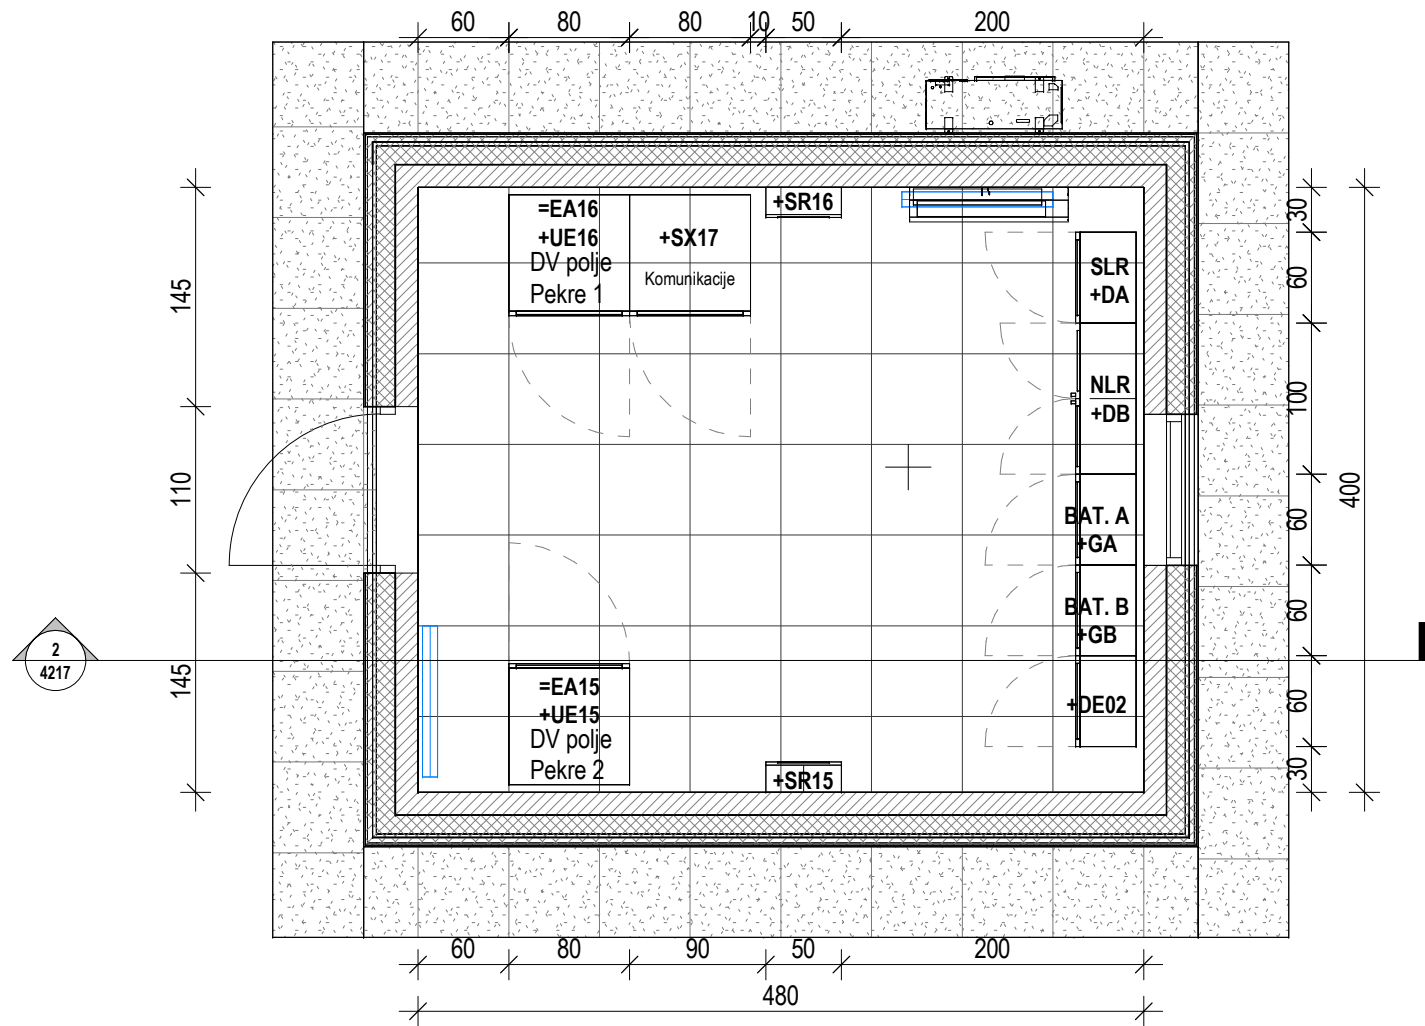 60 80 80 10 50 200
=EA16
+UE16
DV polje
Pekre 1
+SX17
Komunikacije
+SR16
SLR
+DA
NLR
+DB
BAT. A
+GA
BAT. B
+GB
+DE02
=EA15
+UE15
DV polje
Pekre 2
+SR15
145
110
145
30
60
100
60
60
60
30
400
2
4217
60 80 90 50 200
480